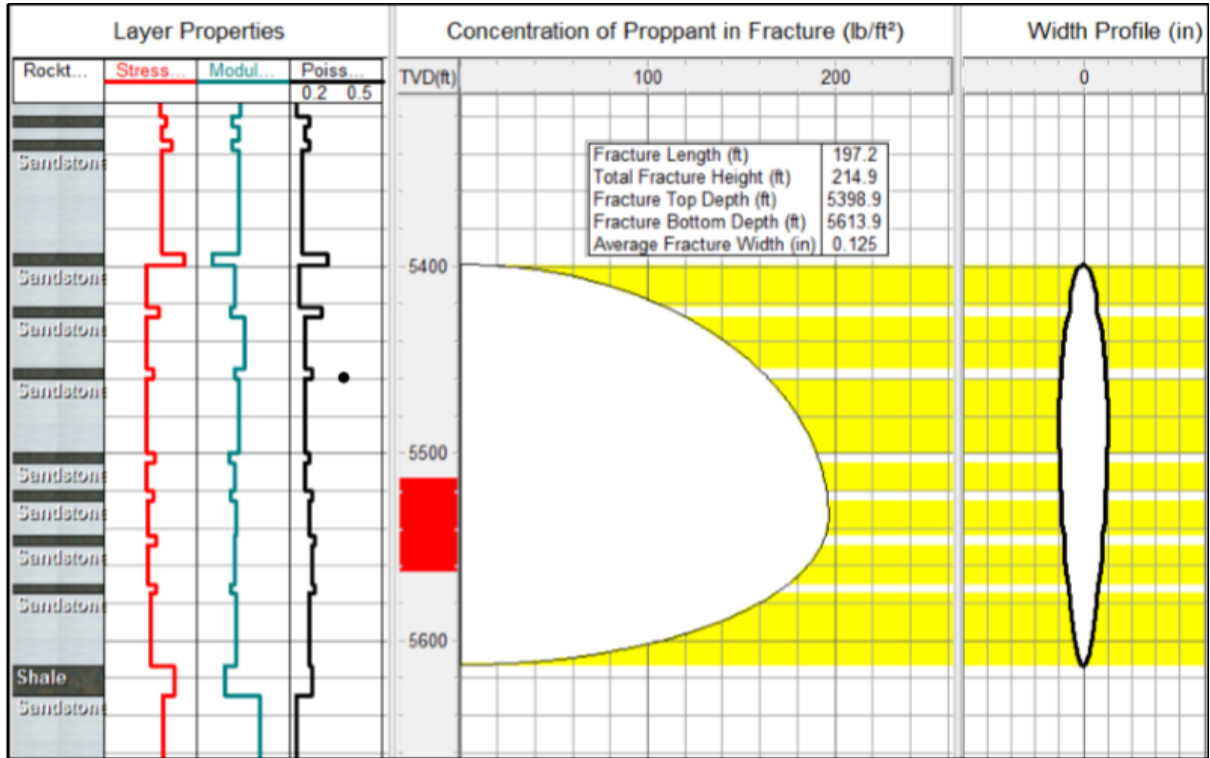 Layer Properties
Concentration of Proppant in Fracture (lb/ft²)
Width Profile (in)
Rockt... Stress... Modul... Poiss...
0.2 0.5
TVD(ft) 100 200 0
Sandstone
Fracture Length (ft) 197.2
Total Fracture Height (ft) 214.9
Fracture Top Depth (ft) 5398.9
Fracture Bottom Depth (ft) 5613.9
Average Fracture Width (in) 0.125
5400
Sandstone
Sandstone
Sandstone
5500
Sandstone
Sandstone
Sandstone
Sandstone
5600
Shale
Sandstone